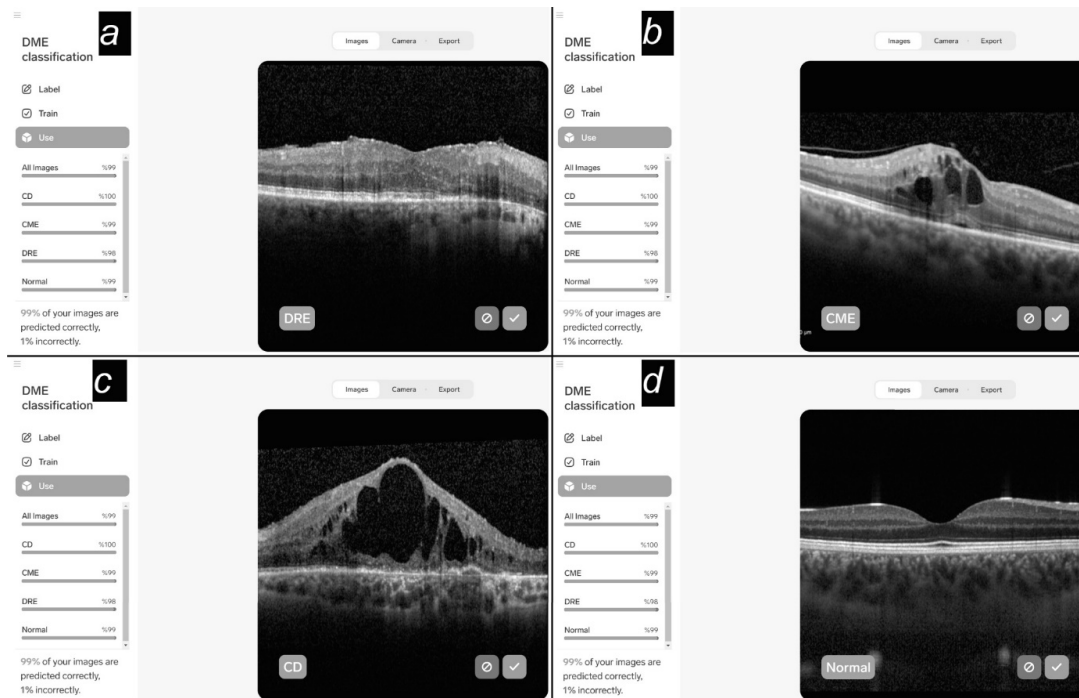 a
DME
classification
Images Camera Export
Label
Train
Use
All Images %99
CD %100
CME %99
DRE %98
Normal %99
99% of your images are
predicted correctly,
1% incorrectly.
DRE
b
DME
classification
Images Camera Export
Label
Train
Use
All Images %99
CD %100
CME %99
DRE %98
Normal %99
99% of your images are
predicted correctly,
1% incorrectly.
CME
0 µm
c
DME
classification
Images Camera Export
Label
Train
Use
All Images %99
CD %100
CME %99
DRE %98
Normal %99
99% of your images are
predicted correctly,
1% incorrectly.
CD
d
DME
classification
Images Camera Export
Label
Train
Use
All Images %99
CD %100
CME %99
DRE %98
Normal %99
99% of your images are
predicted correctly,
1% incorrectly.
Normal